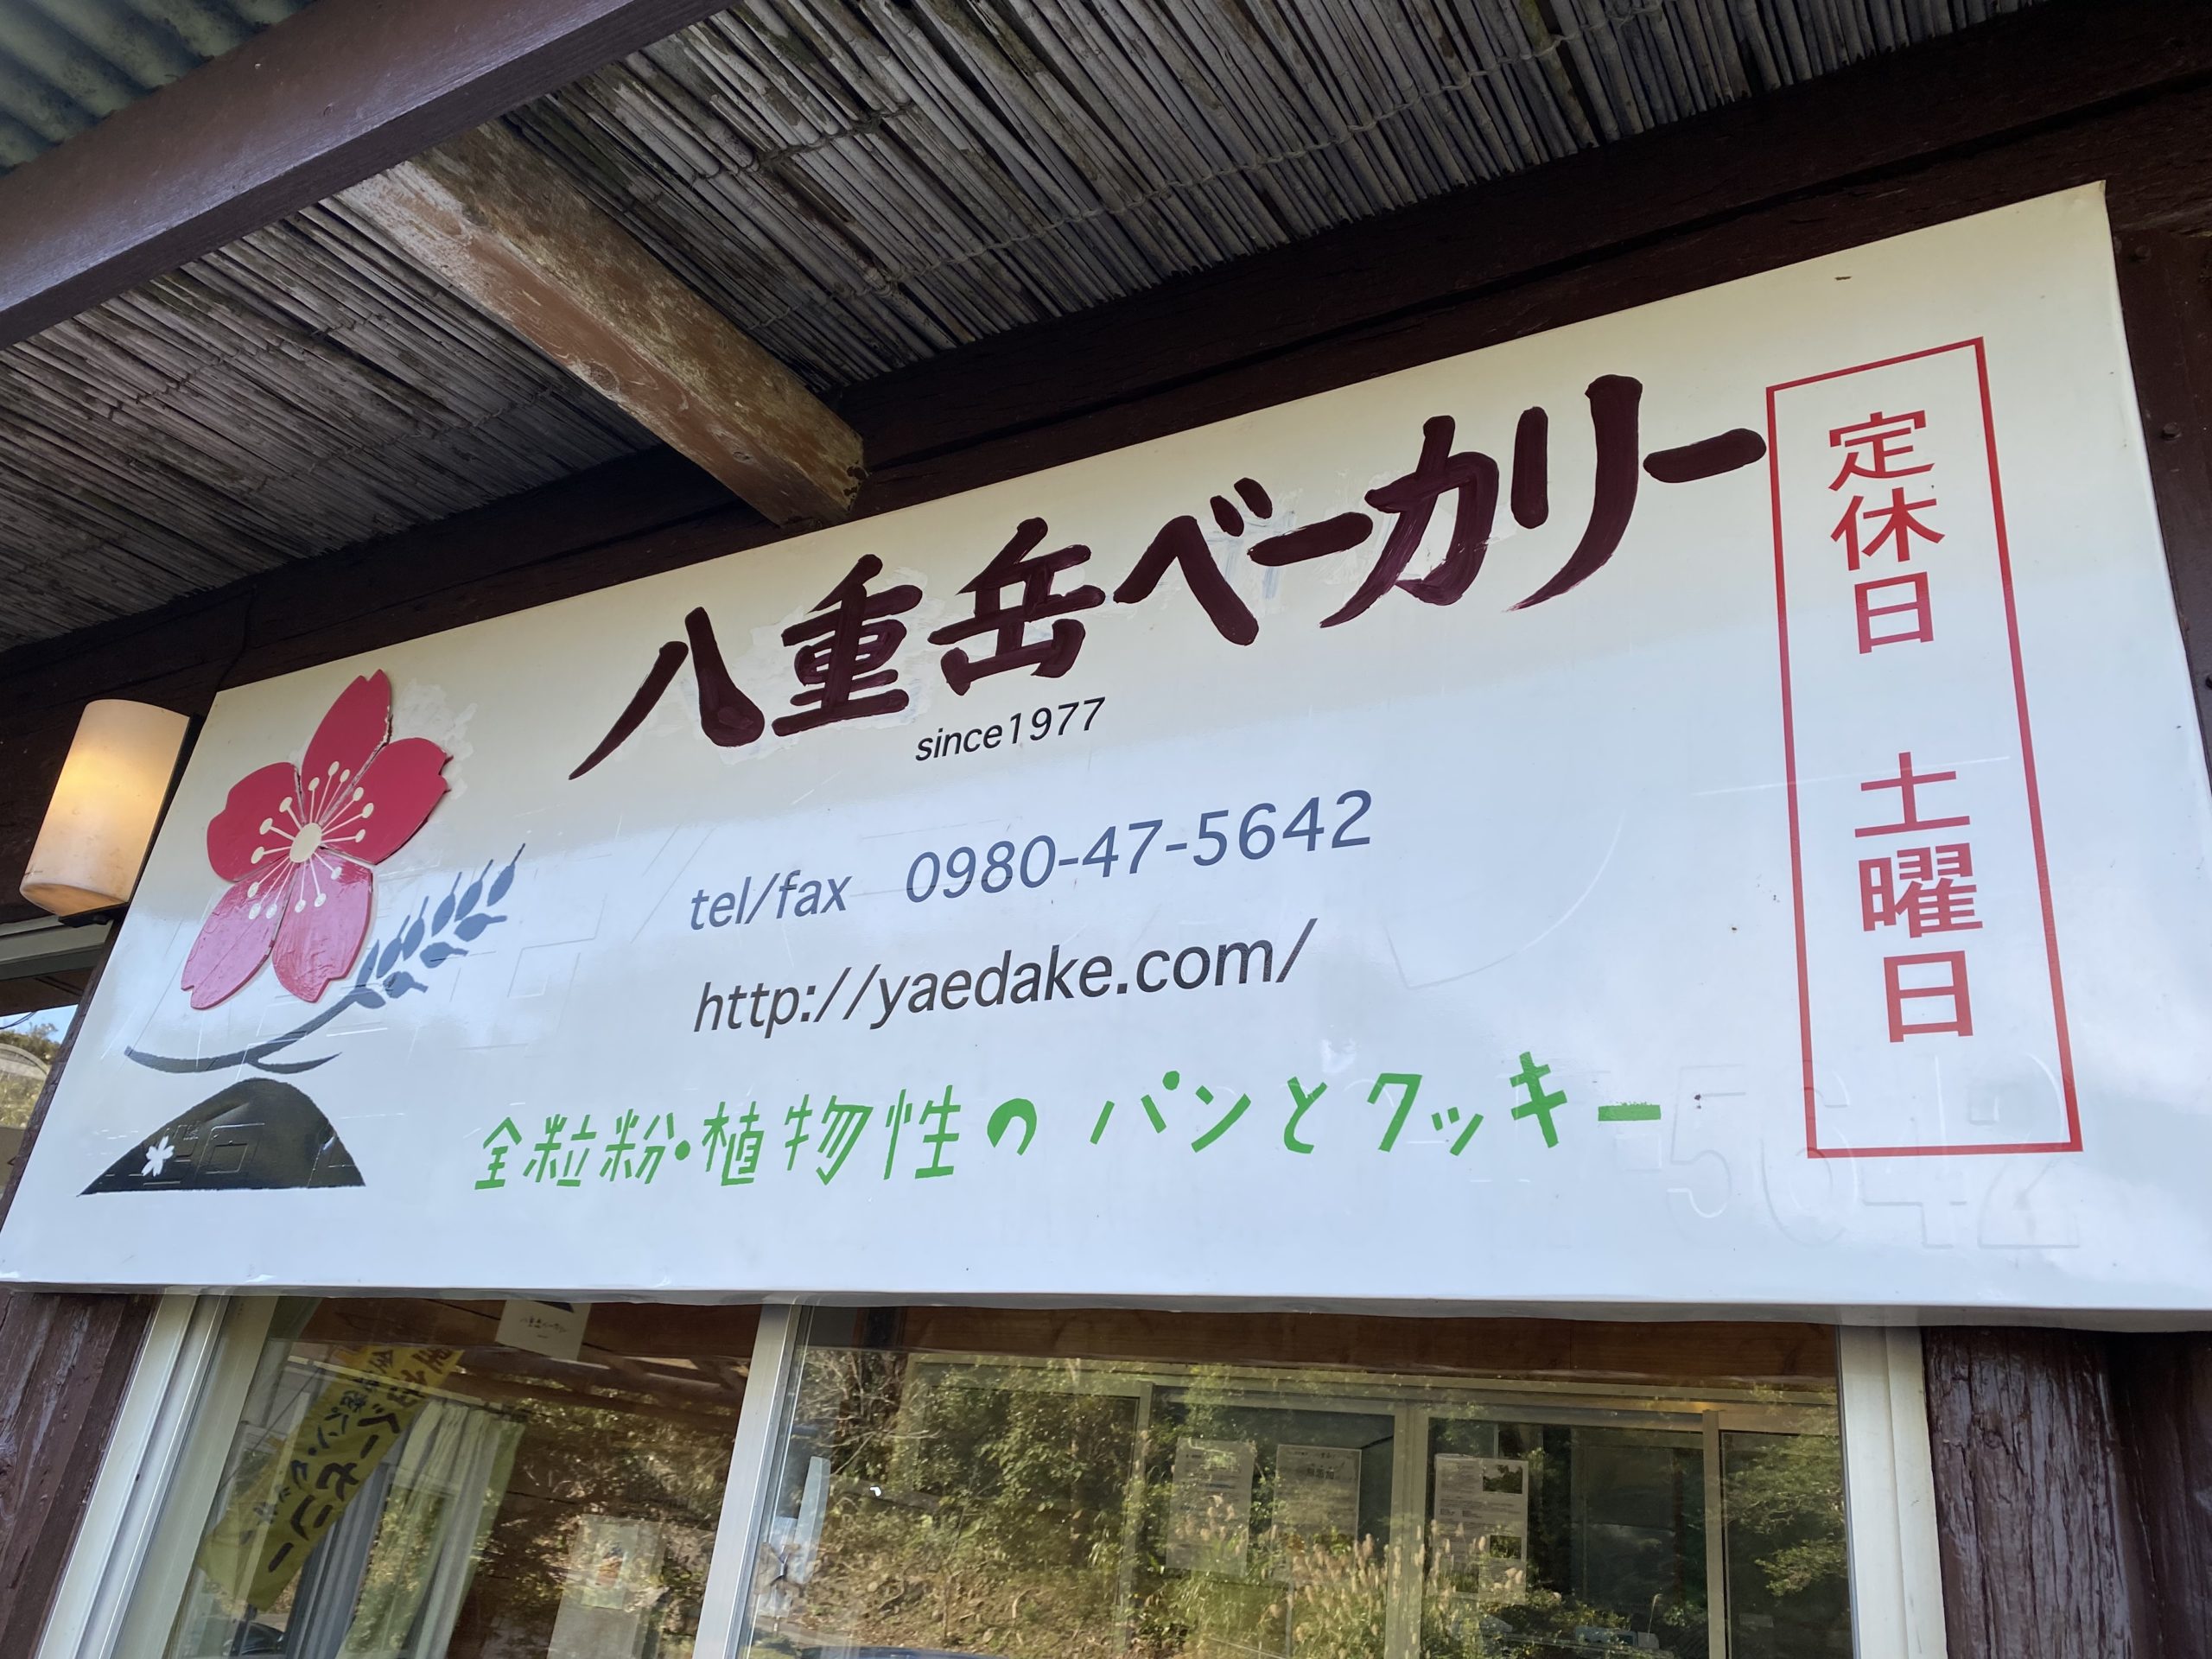 八重岳ベーカリー
since1977
tel/fax 0980-47-5642
http://yaedake.com/
全粒粉・植物性の パンとクッキー
定休日 土曜日
5642